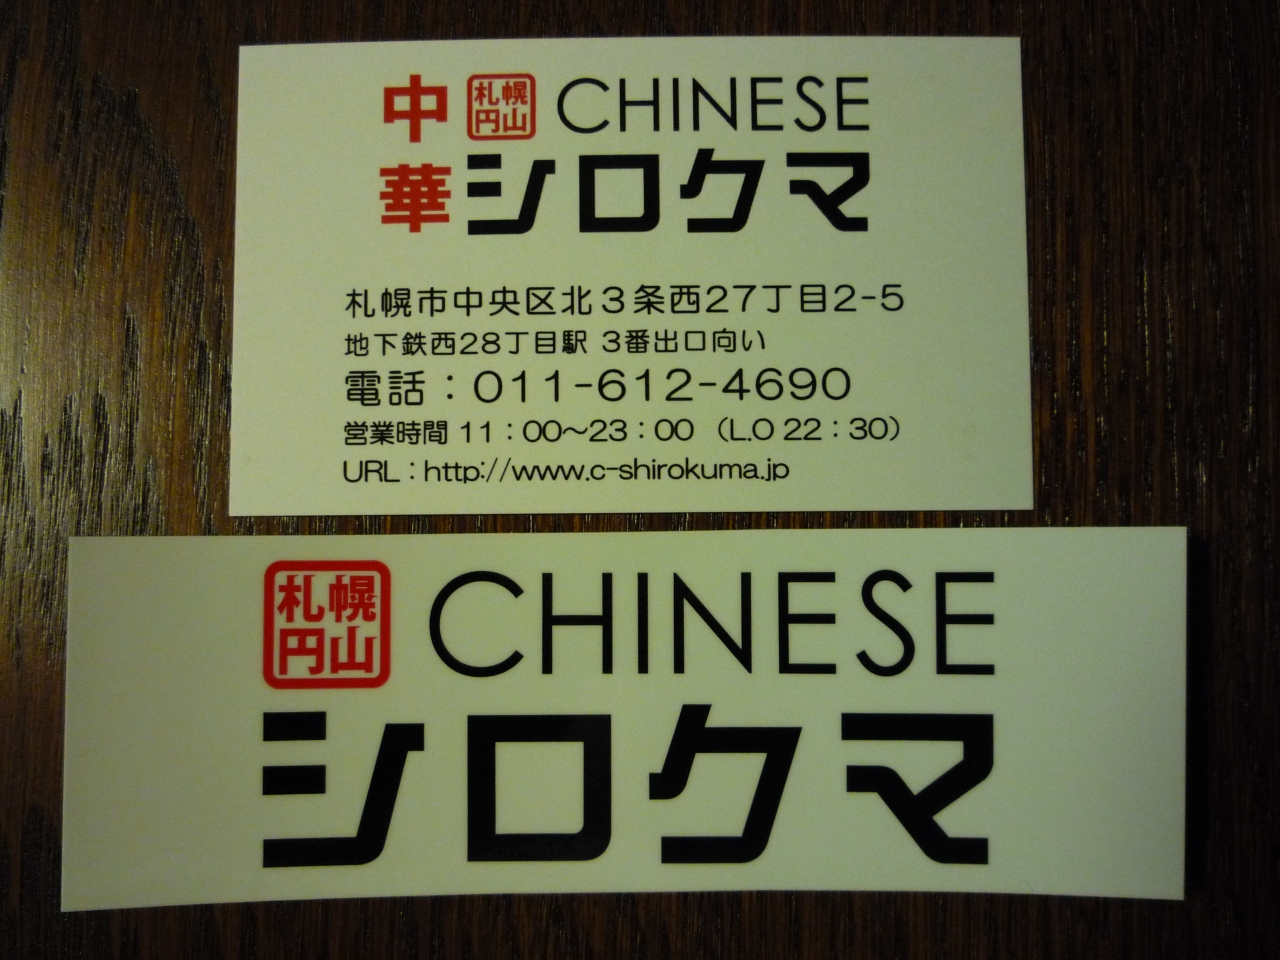 中華
札幌
円山
CHINESE
シロクマ
札幌市中央区北3条西27丁目2-5
地下鉄西28丁目駅 3番出口向い
電話：011-612-4690
営業時間 11：00～23：00（L.O 22：30）
URL：http://www.c-shirokuma.jp
札幌
円山
CHINESE
シロクマ